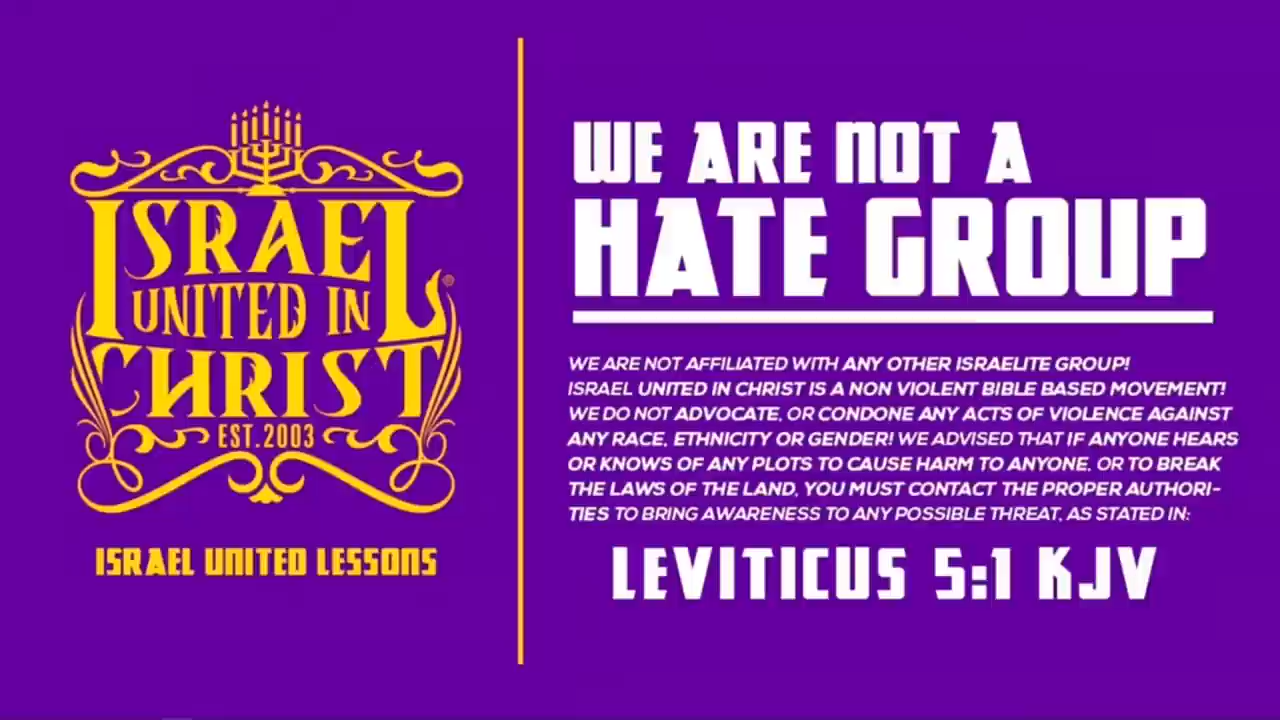 ISRAEL
UNITED IN
CHRIST
EST. 2003
ISRAEL UNITED LESSONS
WE ARE NOT A
HATE GROUP
WE ARE NOT AFFILIATED WITH ANY OTHER ISRAELITE GROUP!
ISRAEL UNITED IN CHRIST IS A NON VIOLENT BIBLE BASED MOVEMENT!
WE DO NOT ADVOCATE, OR CONDONE ANY ACTS OF VIOLENCE AGAINST
ANY RACE, ETHNICITY OR GENDER! WE ADVISED THAT IF ANYONE HEARS
OR KNOWS OF ANY PLOTS TO CAUSE HARM TO ANYONE, OR TO BREAK
THE LAWS OF THE LAND, YOU MUST CONTACT THE PROPER AUTHORI-
TIES TO BRING AWARENESS TO ANY POSSIBLE THREAT, AS STATED IN:
LEVITICUS 5:1 KJV